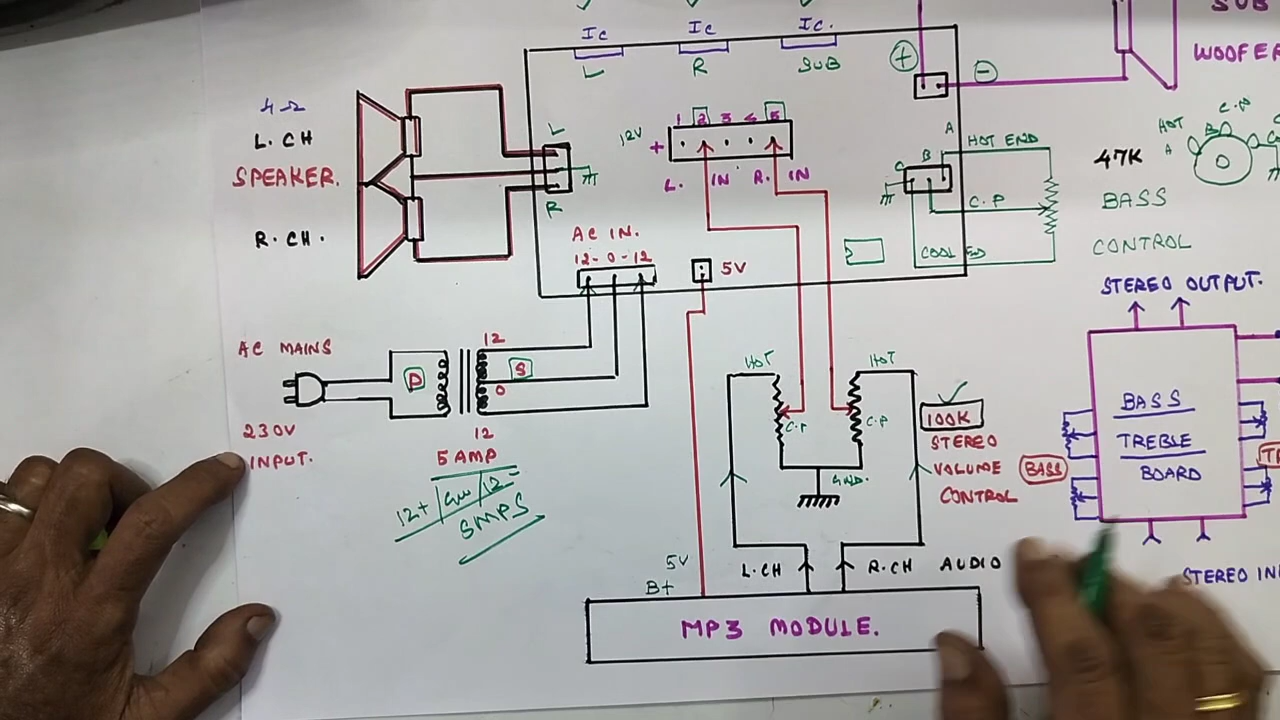 Ic Ic Ic.
L R SUB
SUB
WOOFER
+ −
4Ω
L.CH
SPEAKER.
R.CH.
L
R
12V +
1 2 3 4 5
L. IN R. IN
A
B
C
HOT END
C.P
COOL END
47K
BASS
CONTROL
HOT
A
B
C.P
AC IN.
12-0-12
5V
AC MAINS
230V
INPUT.
P
S
12
0
12
5 AMP
12+/Gnd/12-
SMPS
HOT HOT
C.P C.P
GND.
100K
STEREO
VOLUME
CONTROL
STEREO OUTPUT.
BASS
TREBLE
BOARD
BASS
5V
B+
L.CH R.CH AUDIO
MP3 MODULE.